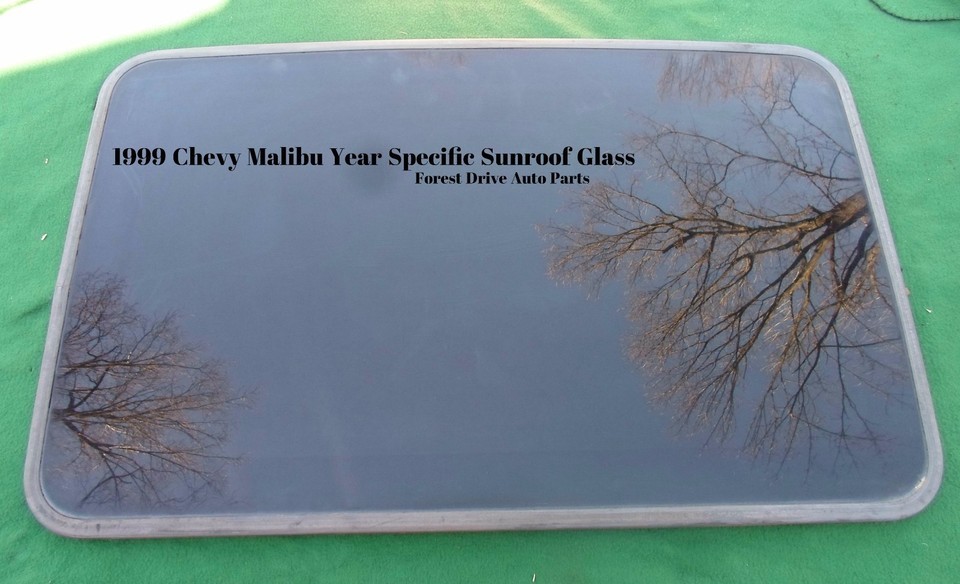 1999 Chevy Malibu Year Specific Sunroof Glass
Forest Drive Auto Parts